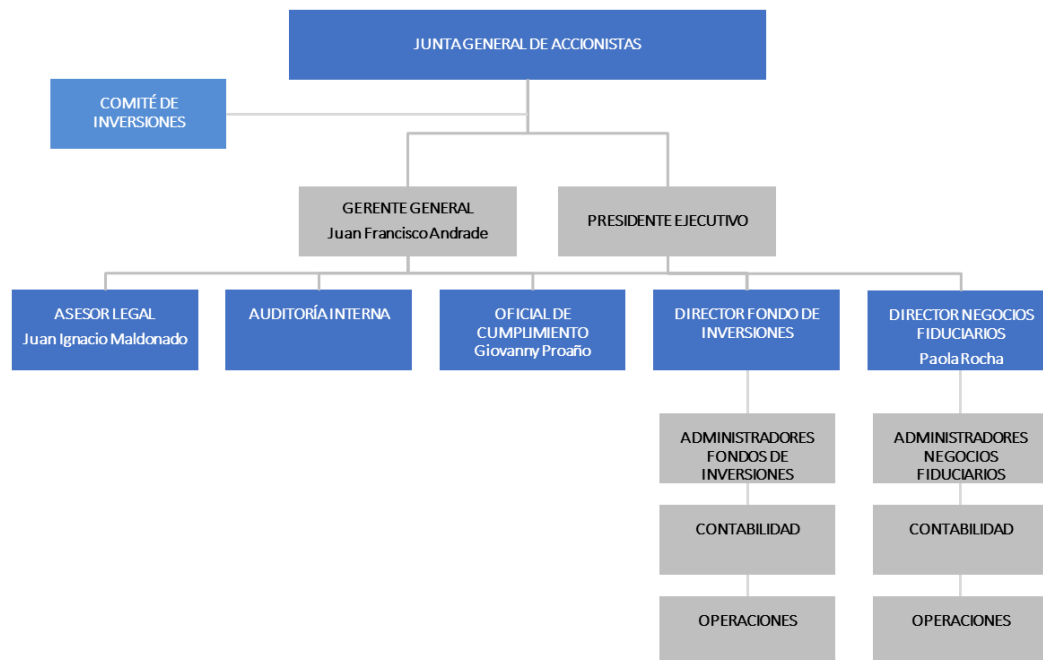 JUNTA GENERAL DE ACCIONISTAS
COMITÉ DE
INVERSIONES
GERENTE GENERAL
Juan Francisco Andrade
PRESIDENTE EJECUTIVO
ASESOR LEGAL
Juan Ignacio Maldonado
AUDITORÍA INTERNA
OFICIAL DE
CUMPLIMIENTO
Giovanny Proaño
DIRECTOR FONDO DE
INVERSIONES
DIRECTOR NEGOCIOS
FIDUCIARIOS
Paola Rocha
ADMINISTRADORES
FONDOS DE
INVERSIONES
ADMINISTRADORES
NEGOCIOS
FIDUCIARIOS
CONTABILIDAD
CONTABILIDAD
OPERACIONES
OPERACIONES